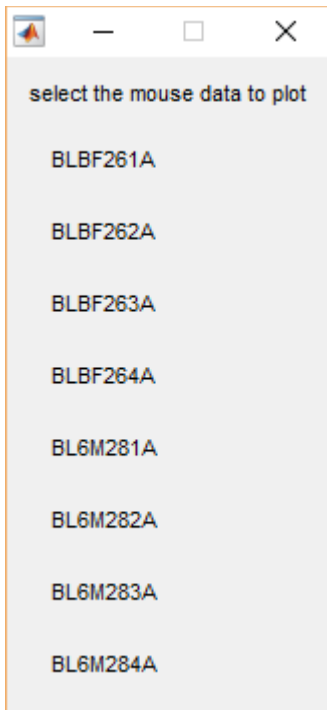 select the mouse data to plot
BLBF261A
BLBF262A
BLBF263A
BLBF264A
BL6M281A
BL6M282A
BL6M283A
BL6M284A